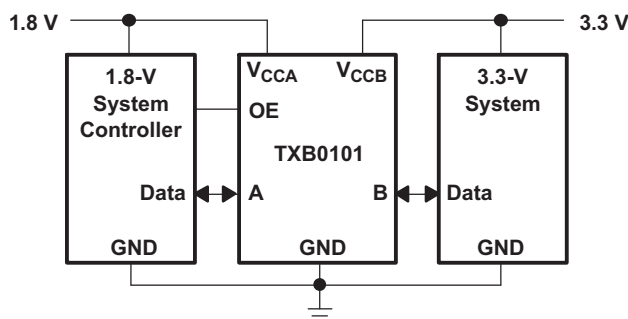 1.8 V
3.3 V
1.8-V
System
Controller
Data
GND
VCCA
VCCB
OE
TXB0101
A
B
GND
3.3-V
System
Data
GND